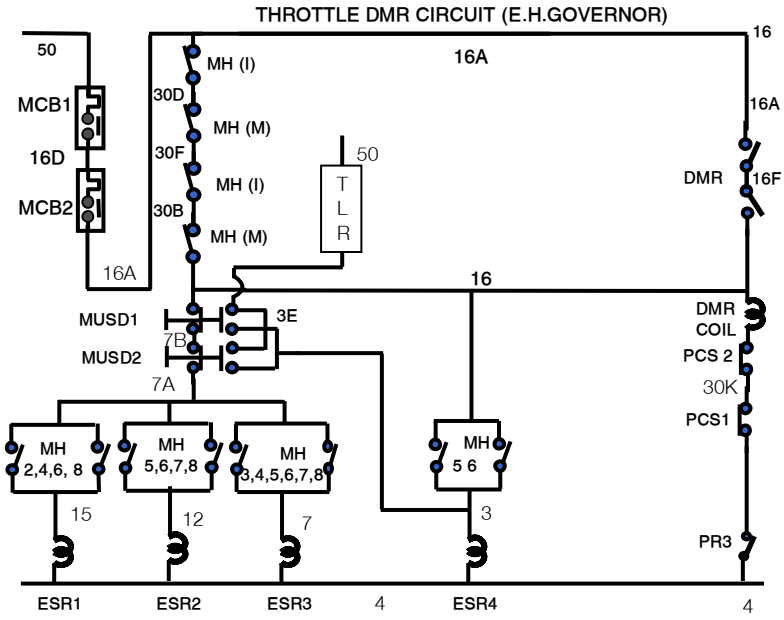 THROTTLE DMR CIRCUIT (E.H.GOVERNOR)
50
16
16A
MH (I)
MCB1
30D
16A
MH (M)
16D
30F
50
MH (I)
TLR
DMR
16F
MCB2
30B
MH (M)
16A
16
MUSD1
3E
DMR
COIL
7B
MUSD2
PCS 2
7A
30K
PCS1
MH
2,4,6, 8
MH
5,6,7,8
MH
3,4,5,6,7,8
MH
5 6
15
12
7
3
PR3
ESR1
ESR2
ESR3
4
ESR4
4